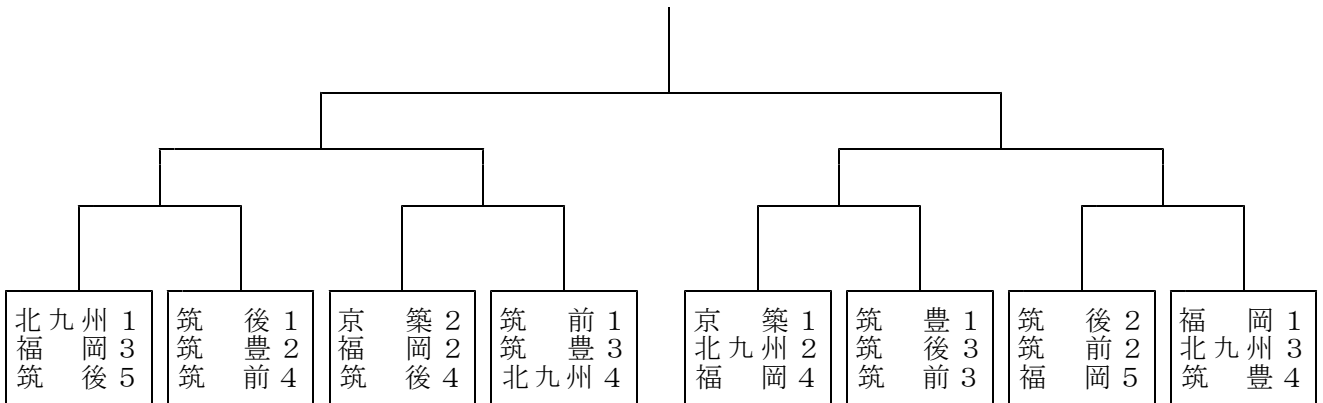 北九州1
福岡3
筑後5
筑後1
筑豊2
筑前4
京築2
福岡2
筑後4
筑前1
筑豊3
北九州4
京築1
北九州2
福岡4
筑豊1
筑後3
筑前3
筑後2
筑前2
福岡5
福岡1
北九州3
筑豊4